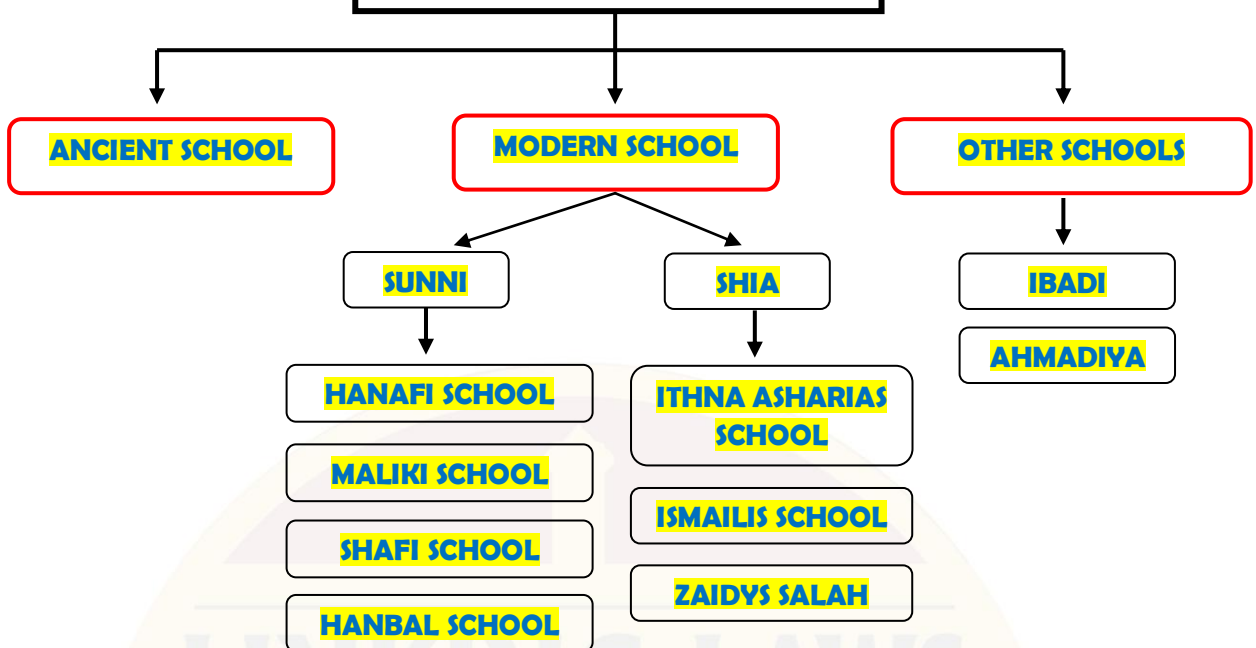 ANCIENT SCHOOL
MODERN SCHOOL
OTHER SCHOOLS
SUNNI
SHIA
IBADI
AHMADIYA
HANAFI SCHOOL
MALIKI SCHOOL
SHAFI SCHOOL
HANBAL SCHOOL
ITHNA ASHARIAS
SCHOOL
ISMAILIS SCHOOL
ZAIDYS SALAH